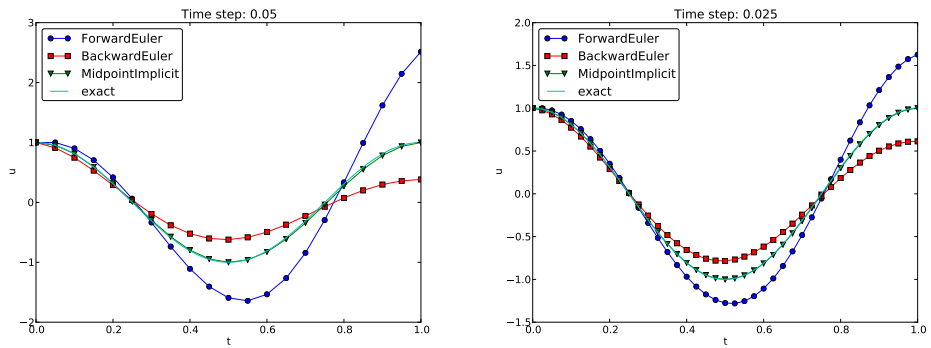 Time step: 0.05
3
2
1
0
−1
−2
u
0.0 0.2 0.4 0.6 0.8 1.0
t
ForwardEuler
BackwardEuler
MidpointImplicit
exact
Time step: 0.025
2.0
1.5
1.0
0.5
0.0
−0.5
−1.0
−1.5
u
0.0 0.2 0.4 0.6 0.8 1.0
t
ForwardEuler
BackwardEuler
MidpointImplicit
exact